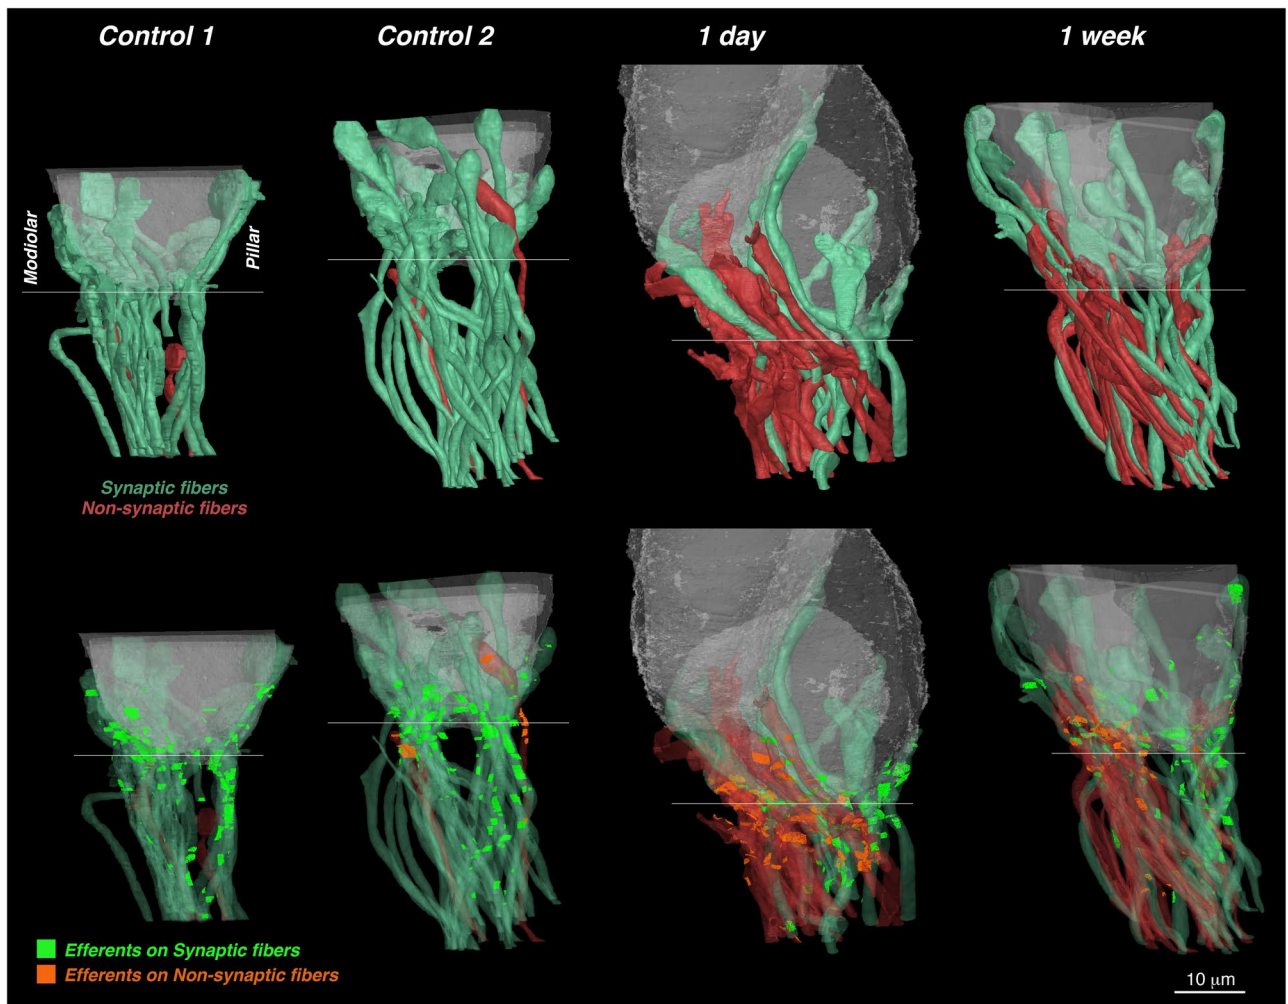 Control 1
Control 2
1 day
1 week
Modiolar
Pillar
Synaptic fibers
Non-synaptic fibers
Efferents on Synaptic fibers
Efferents on Non-synaptic fibers
10 μm